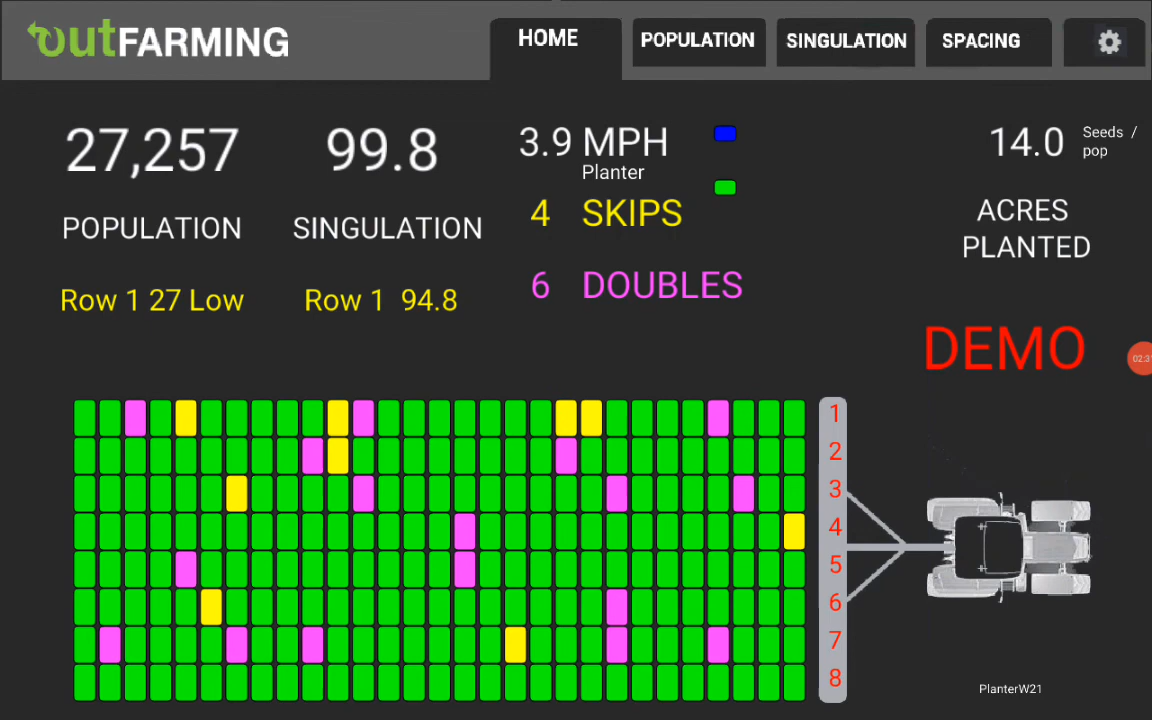 outFARMING
HOME
POPULATION
SINGULATION
SPACING
27,257
99.8
3.9 MPH
Planter
14.0
Seeds /
pop
POPULATION
SINGULATION
4 SKIPS
ACRES
PLANTED
Row 1 27 Low
Row 1 94.8
6 DOUBLES
DEMO
1
2
3
4
5
6
7
8
PlanterW21